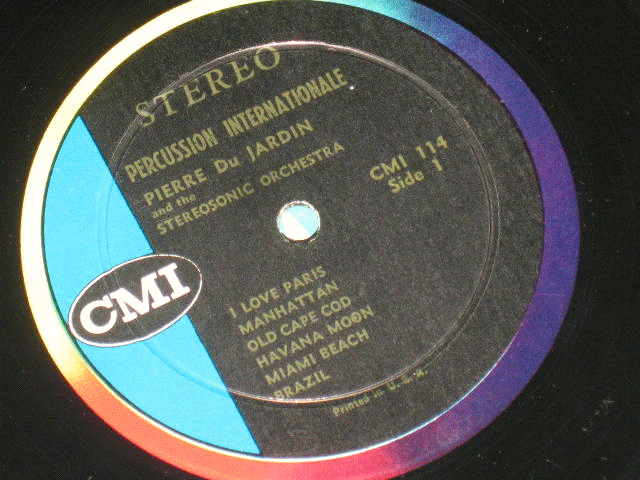 STEREO
PERCUSSION INTERNATIONALE
PIERRE DU JARDIN
and the
STEREOSONIC ORCHESTRA
CMI 114
Side 1
CMI
I LOVE PARIS
MANHATTAN
OLD CAPE COD
HAVANA MOON
MIAMI BEACH
BRAZIL
Printed in U.S.A.